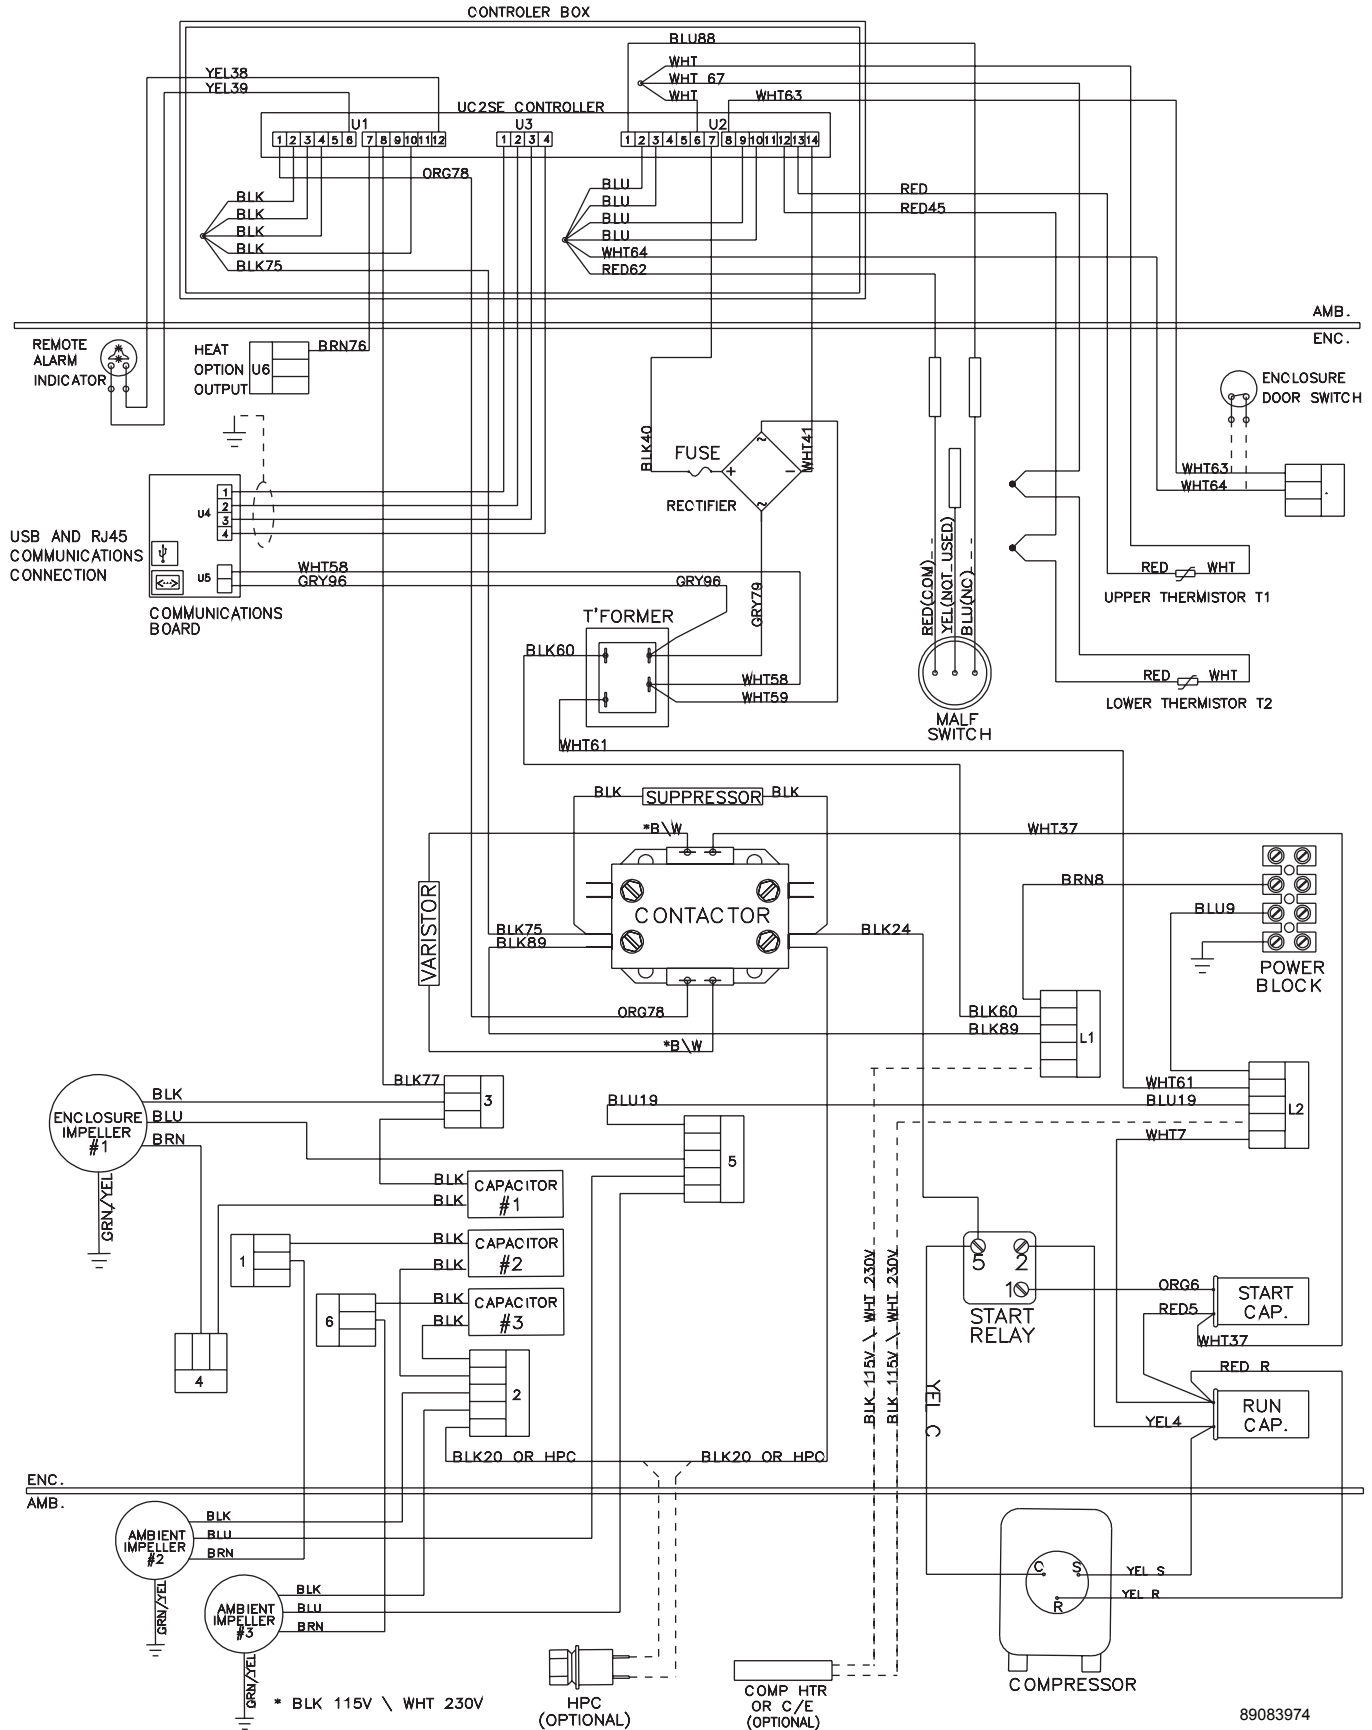 CONTROLER BOX
BLU88
WHT
YEL38
WHT 67
YEL39
WHT
WHT63
UC2SE CONTROLLER
U1
U3
U2
1 2 3 4 5 6 7 8 9 10 11 12
1 2 3 4
1 2 3 4 5 6 7 8 9 10 11 12 13 14
ORG78
BLK
BLK
BLK
BLK
BLK75
BLU
BLU
BLU
BLU
WHT64
RED62
RED
RED45
AMB.
ENC.
REMOTE
ALARM
INDICATOR
HEAT
OPTION
OUTPUT
U6
BRN76
ENCLOSURE
DOOR SWITCH
BLK40
FUSE
+
~
~
−
WHT41
RECTIFIER
WHT63
WHT64
USB AND RJ45
COMMUNICATIONS
CONNECTION
U4
1
2
3
4
U5
<··>
COMMUNICATIONS
BOARD
WHT58
GRY96
GRY96
GRY79
T'FORMER
BLK60
WHT58
WHT59
WHT61
RED(COM)
YEL(NOT USED)
BLU(NC)
MALF
SWITCH
RED
WHT
UPPER THERMISTOR T1
RED
WHT
LOWER THERMISTOR T2
BLK
SUPPRESSOR
BLK
*B\W
WHT37
VARISTOR
CONTACTOR
BLK75
BLK89
BLK24
ORG78
*B\W
BRN8
BLU9
POWER
BLOCK
BLK60
BLK89
L1
BLK77
3
WHT61
BLU19
BLU19
L2
WHT7
ENCLOSURE
IMPELLER
#1
BLK
BLU
BRN
GRN/YEL
5
BLK
BLK
CAPACITOR
#1
BLK
BLK
CAPACITOR
#2
BLK
BLK
CAPACITOR
#3
1
6
4
2
BLK 115V \ WHT 230V
BLK 115V \ WHT 230V
5
2
1
START
RELAY
ORG6
RED5
START
CAP.
WHT37
RED R
RUN
CAP.
YEL4
YEL C
BLK20 OR HPC
BLK20 OR HPC
ENC.
AMB.
AMBIENT
IMPELLER
#2
BLK
BLU
BRN
GRN/YEL
AMBIENT
IMPELLER
#3
BLK
BLU
BRN
GRN/YEL
* BLK 115V \ WHT 230V
HPC
(OPTIONAL)
COMP HTR
OR C/E
(OPTIONAL)
C
S
R
YEL S
YEL R
COMPRESSOR
89083974